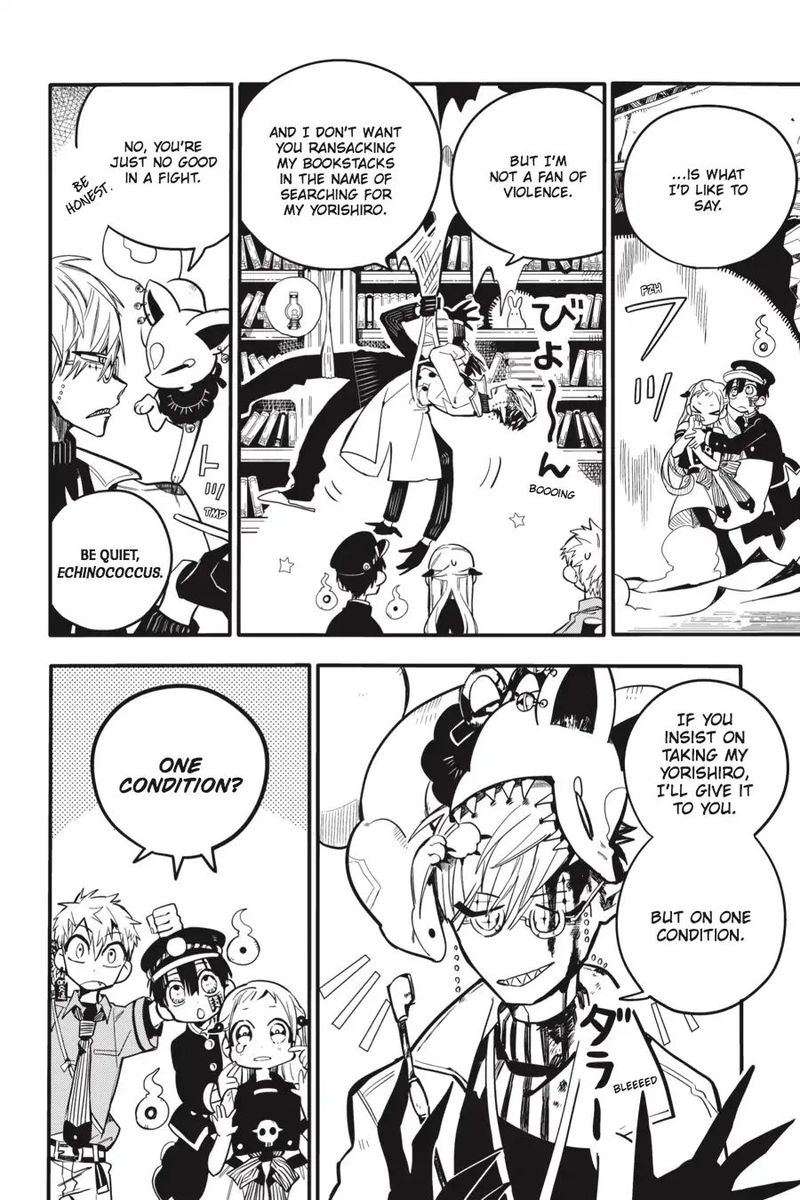 ...IS WHAT
I'D LIKE TO
SAY.
FZH
フッ
BUT I'M
NOT A FAN OF
VIOLENCE.
AND I DON'T WANT
YOU RANSACKING
MY BOOKSTACKS
IN THE NAME OF
SEARCHING FOR
MY YORISHIRO.
びよ〜ん
BOOOING
NO, YOU'RE
JUST NO GOOD
IN A FIGHT.
BE
HONEST.
トッ
TMP
BE QUIET,
ECHINOCOCCUS.
IF YOU
INSIST ON
TAKING MY
YORISHIRO,
I'LL GIVE IT
TO YOU.
BUT ON ONE
CONDITION.
ダラー
BLEEEED
ONE
CONDITION?